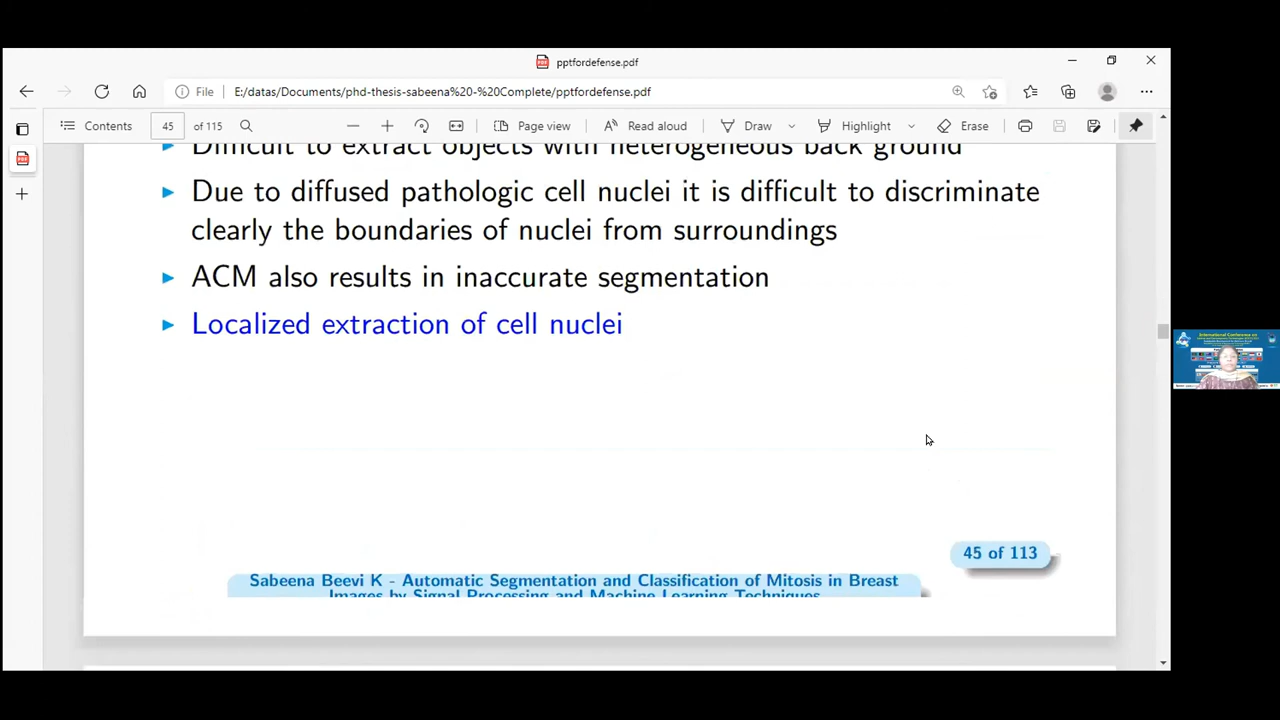 pptfordefense.pdf
File
E:/datas/Documents/phd-thesis-sabeena%20-%20Complete/pptfordefense.pdf
Contents 45 of 115 Page view Read aloud Draw Highlight Erase
Difficult to extract objects with heterogeneous back ground
Due to diffused pathologic cell nuclei it is difficult to discriminate
clearly the boundaries of nuclei from surroundings
ACM also results in inaccurate segmentation
Localized extraction of cell nuclei
45 of 113
Sabeena Beevi K - Automatic Segmentation and Classification of Mitosis in Breast
Images by Signal Processing and Machine Learning Techniques
International Conference on